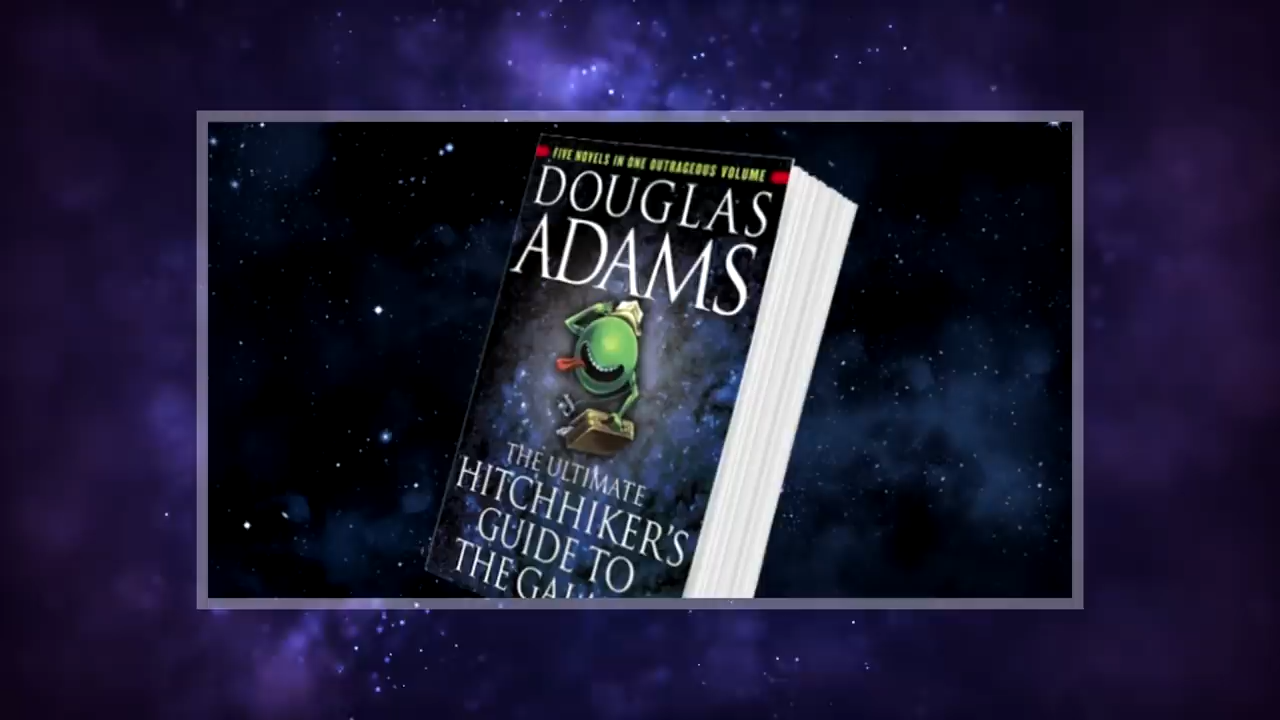 FIVE NOVELS IN ONE OUTRAGEOUS VOLUME
DOUGLAS
ADAMS
THE ULTIMATE
HITCHHIKER'S
GUIDE TO
THE